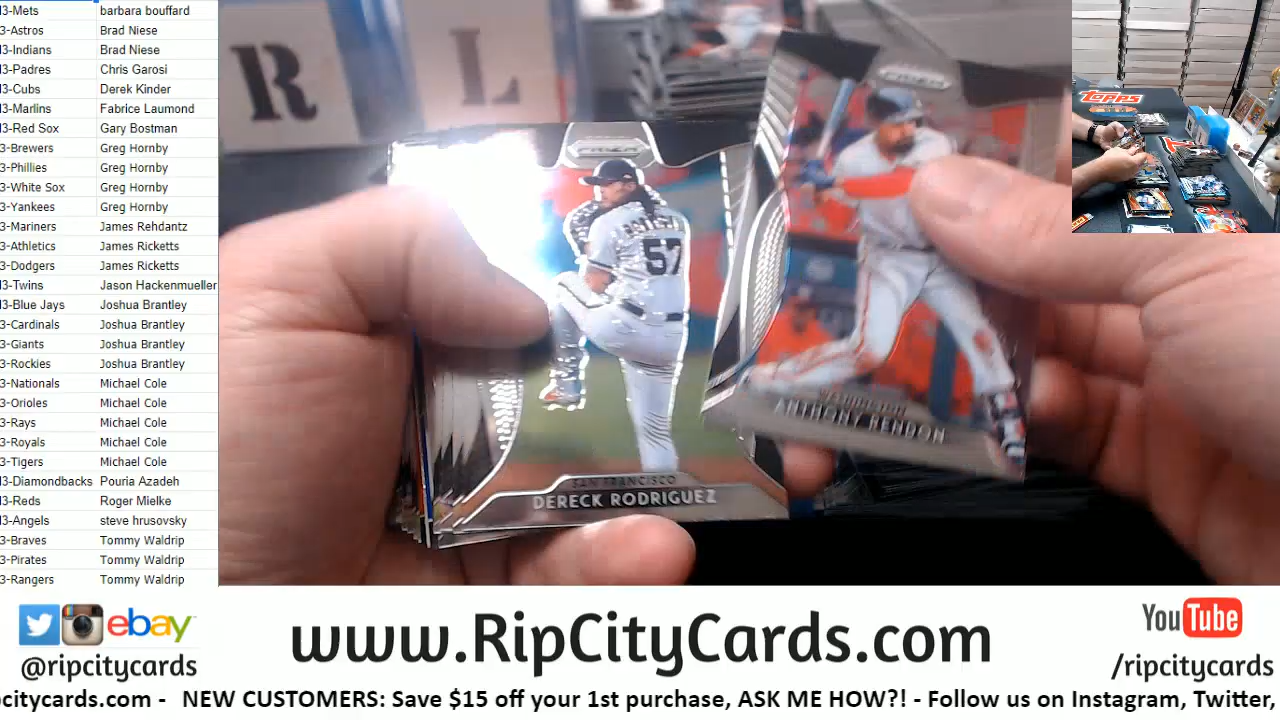 3-Mets barbara bouffard
3-Astros Brad Niese
3-Indians Brad Niese
3-Padres Chris Garosi
3-Cubs Derek Kinder
3-Marlins Fabrice Laumond
3-Red Sox Gary Bostman
3-Brewers Greg Hornby
3-Phillies Greg Hornby
3-White Sox Greg Hornby
3-Yankees Greg Hornby
3-Mariners James Rehdantz
3-Athletics James Ricketts
3-Dodgers James Ricketts
3-Twins Jason Hackenmueller
3-Blue Jays Joshua Brantley
3-Cardinals Joshua Brantley
3-Giants Joshua Brantley
3-Rockies Joshua Brantley
3-Nationals Michael Cole
3-Orioles Michael Cole
3-Rays Michael Cole
3-Royals Michael Cole
3-Tigers Michael Cole
3-Diamondbacks Pouria Azadeh
3-Reds Roger Mielke
3-Angels steve hrusovsky
3-Braves Tommy Waldrip
3-Pirates Tommy Waldrip
3-Rangers Tommy Waldrip
R L
PRIZM
57
SAN FRANCISCO
DERECK RODRIGUEZ
PRIZM
WASHINGTON
ANTHONY RENDON
Topps
ebay
@ripcitycards
www.RipCityCards.com
YouTube
/ripcitycards
citycards.com - NEW CUSTOMERS: Save $15 off your 1st purchase, ASK ME HOW?! - Follow us on Instagram, Twitter,